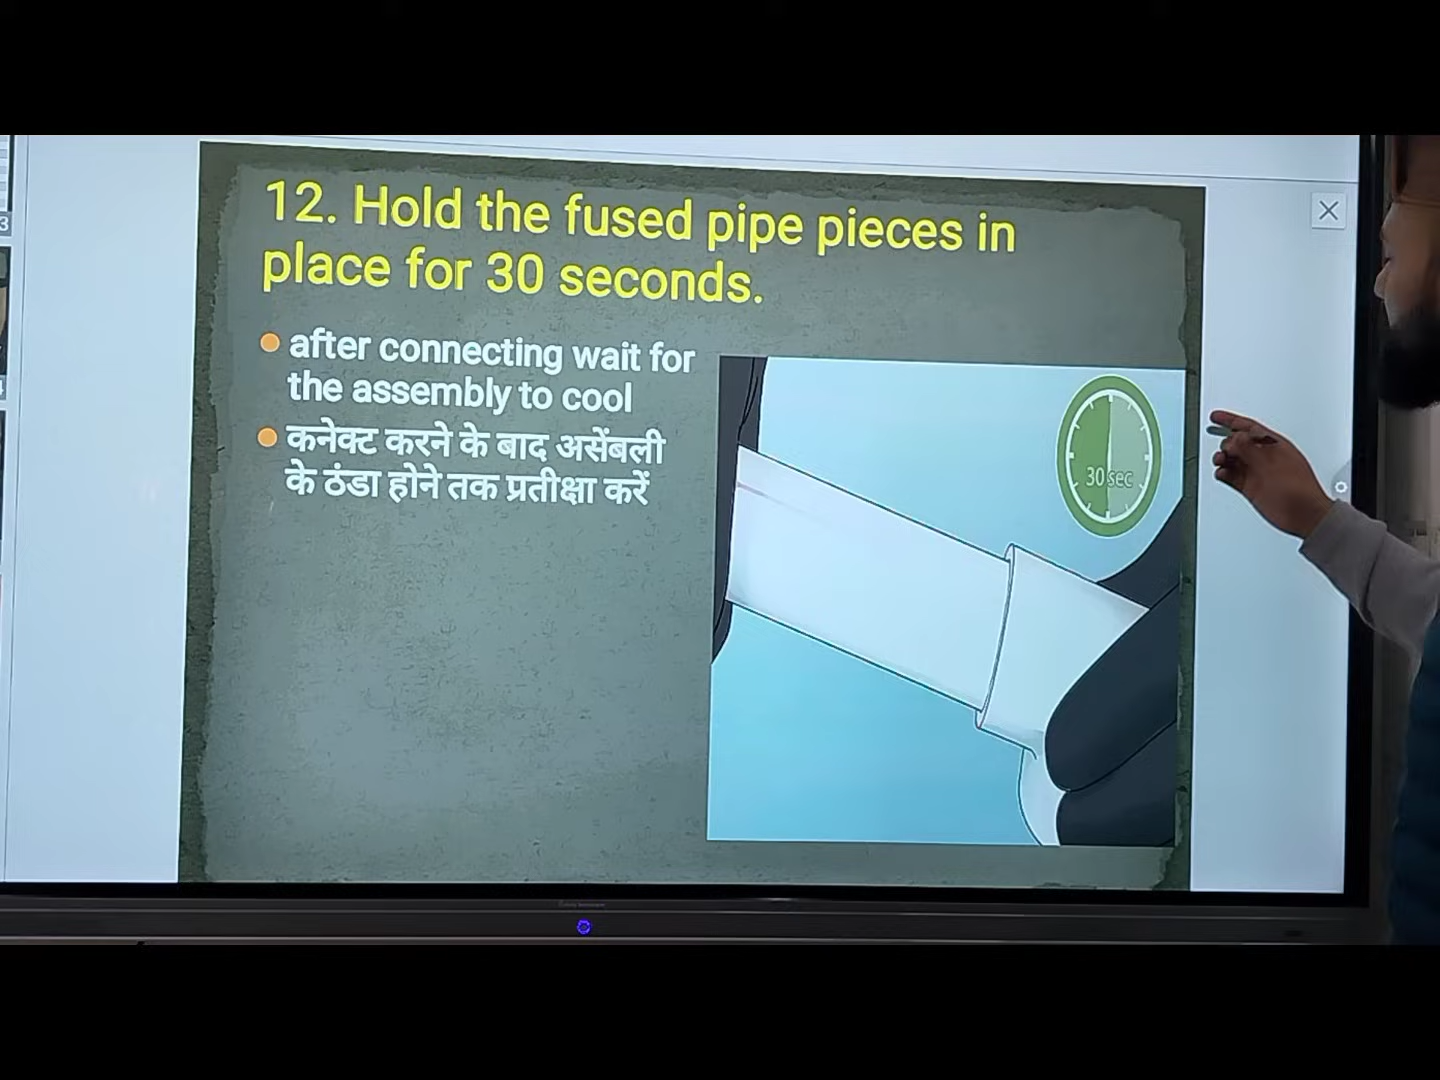 12. Hold the fused pipe pieces in
place for 30 seconds.
after connecting wait for
the assembly to cool
कनेक्ट करने के बाद असेंबली
के ठंडा होने तक प्रतीक्षा करें
30 sec
3